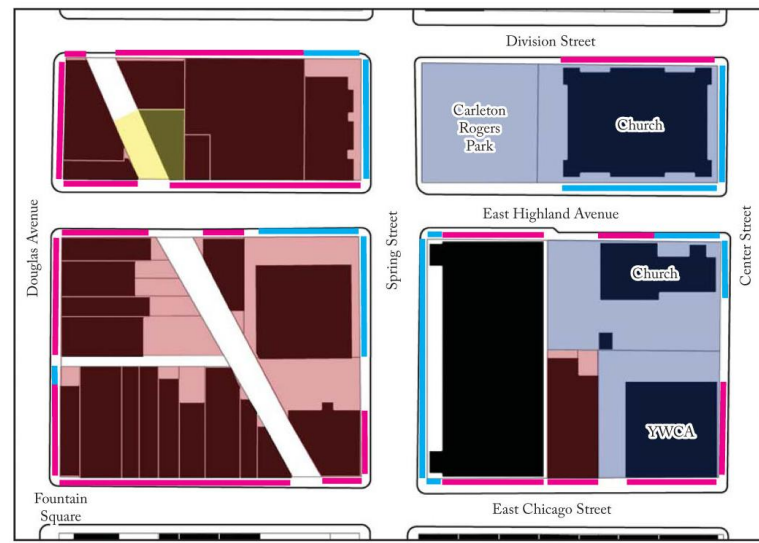 Division Street
Carleton
Rogers
Park
Church
Douglas Avenue
Spring Street
East Highland Avenue
Center Street
Church
YWCA
Fountain
Square
East Chicago Street